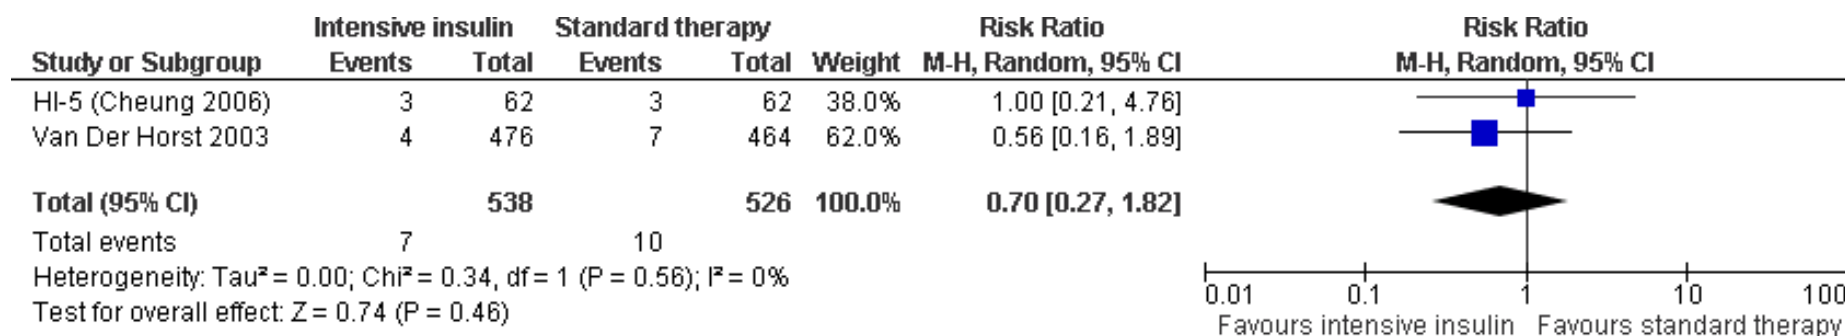 Intensive insulin Standard therapy Risk Ratio Risk Ratio
Study or Subgroup Events Total Events Total Weight M-H, Random, 95% CI M-H, Random, 95% CI
HI-5 (Cheung 2006) 3 62 3 62 38.0% 1.00 [0.21, 4.76]
Van Der Horst 2003 4 476 7 464 62.0% 0.56 [0.16, 1.89]
Total (95% CI) 538 526 100.0% 0.70 [0.27, 1.82]
Total events 7 10
Heterogeneity: Tau² = 0.00; Chi² = 0.34, df = 1 (P = 0.56); I² = 0%
Test for overall effect: Z = 0.74 (P = 0.46)
0.01 0.1 1 10 100
Favours intensive insulin Favours standard therapy